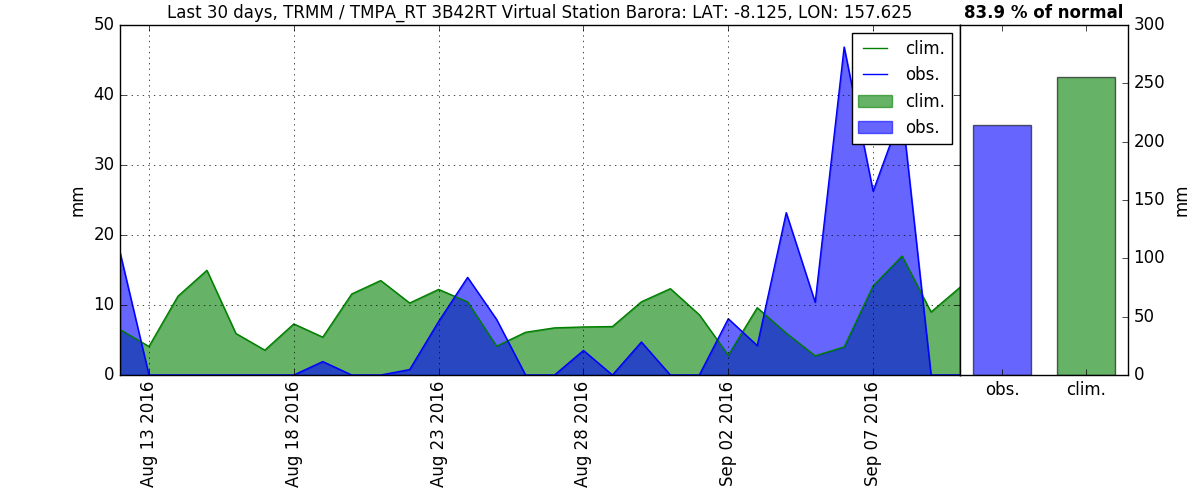 Last 30 days, TRMM / TMPA_RT 3B42RT Virtual Station Barora: LAT: -8.125, LON: 157.625
83.9 % of normal
50
40
30
20
10
0
mm
clim.
obs.
clim.
obs.
300
250
200
150
100
50
0
mm
Aug 13 2016
Aug 18 2016
Aug 23 2016
Aug 28 2016
Sep 02 2016
Sep 07 2016
obs.
clim.